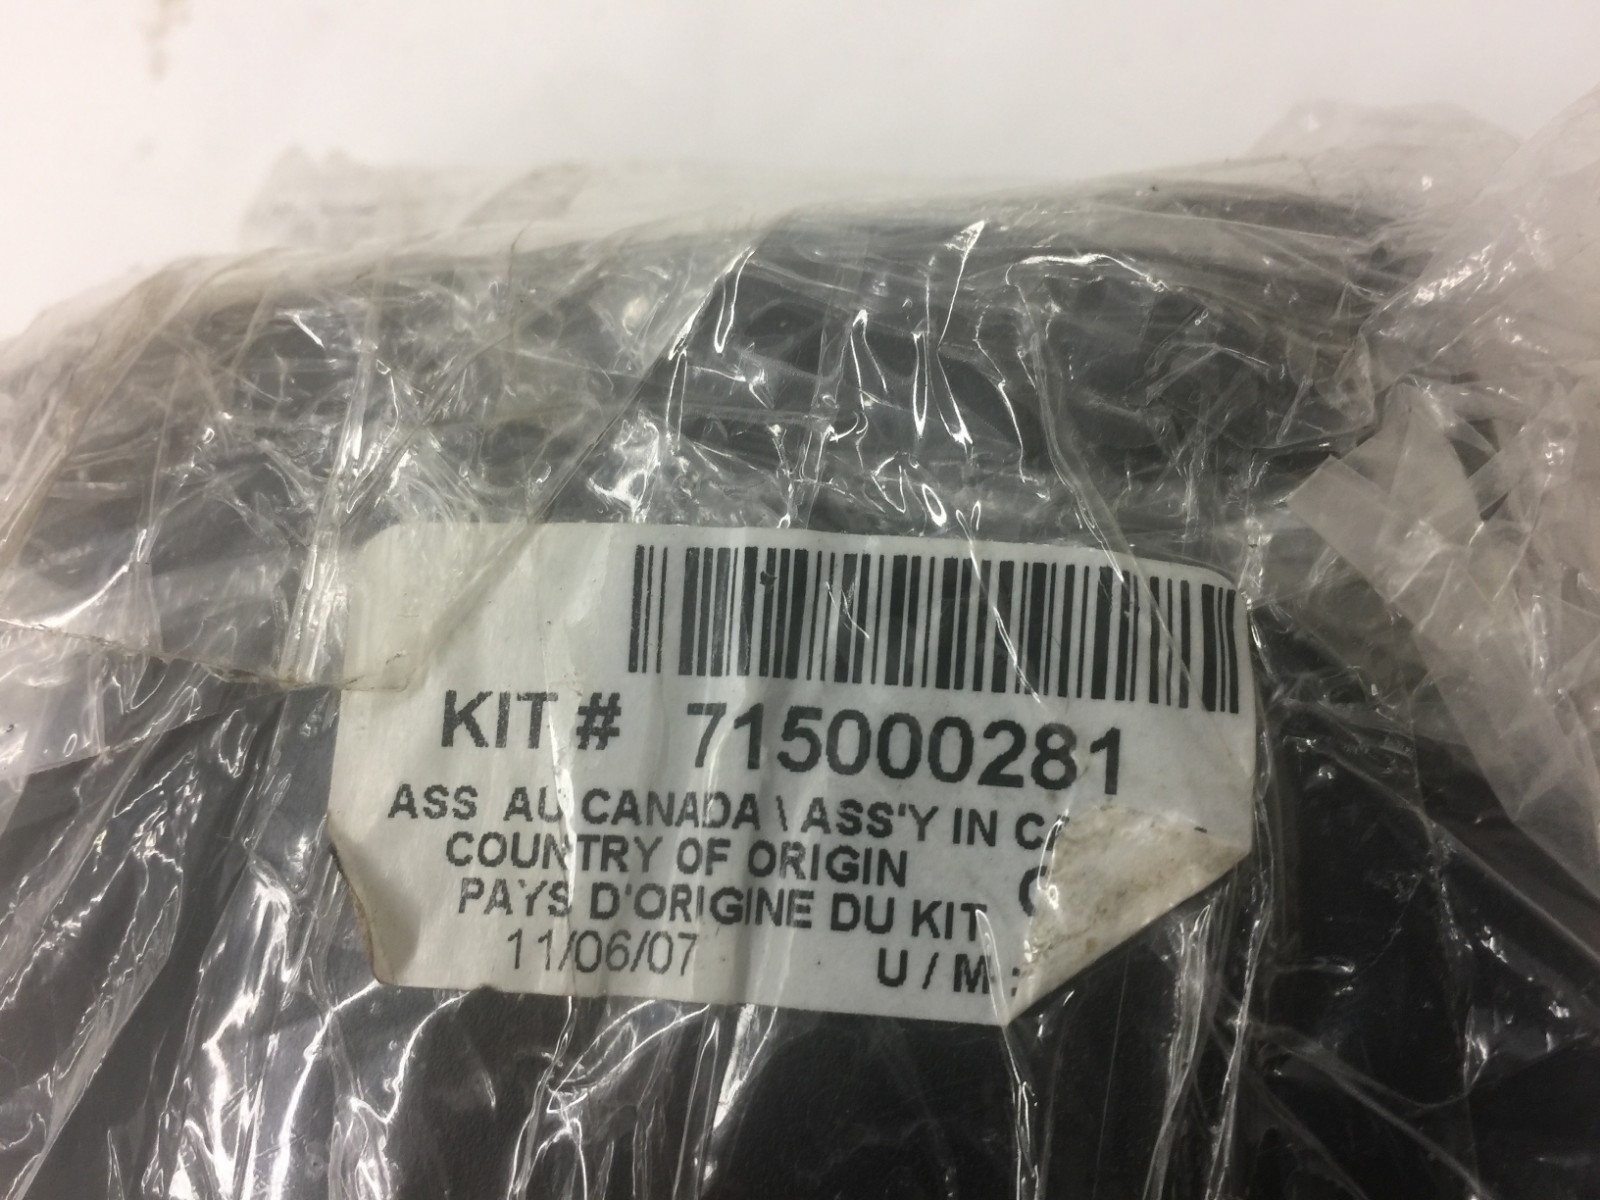 KIT # 715000281
ASS AU CANADA \ ASS'Y IN
COUNTRY OF ORIGIN
PAYS D'ORIGINE DU KIT
11/06/07 U / M :